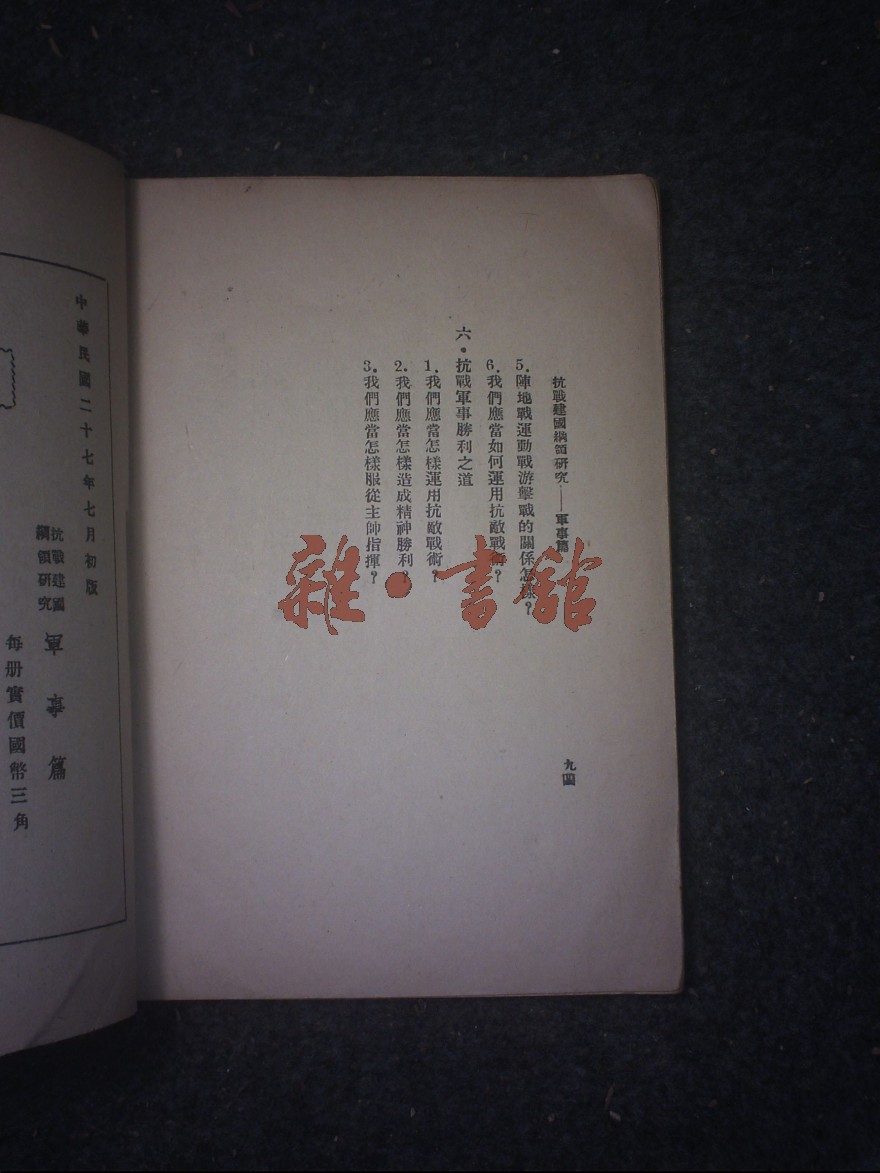 抗戰建國綱領研究——軍事篇
九四
5.陣地戰運動戰游擊戰的關係怎樣？
6.我們應當如何運用抗敵戰術？
六．抗戰軍事勝利之道
1.我們應當怎樣運用抗敵戰術？
2.我們應當怎樣造成精神勝利？
3.我們應當怎樣服從主帥指揮？
雜·書館
中華民國二十七年七月初版
抗戰建國
綱領研究
軍事篇
每册實價國幣三角